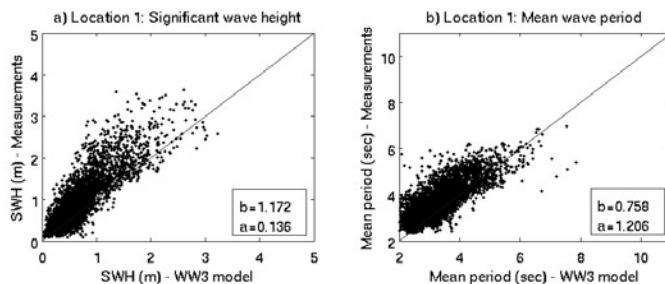 a) Location 1: Significant wave height
5
4
3
2
1
0
0 1 2 3 4 5
SWH (m) - Measurements
SWH (m) - WW3 model
b=1.172
a=0.136
b) Location 1: Mean wave period
10
8
6
4
2
2 4 6 8 10
Mean period (sec) - Measurements
Mean period (sec) - WW3 model
b=0.758
a=1.206